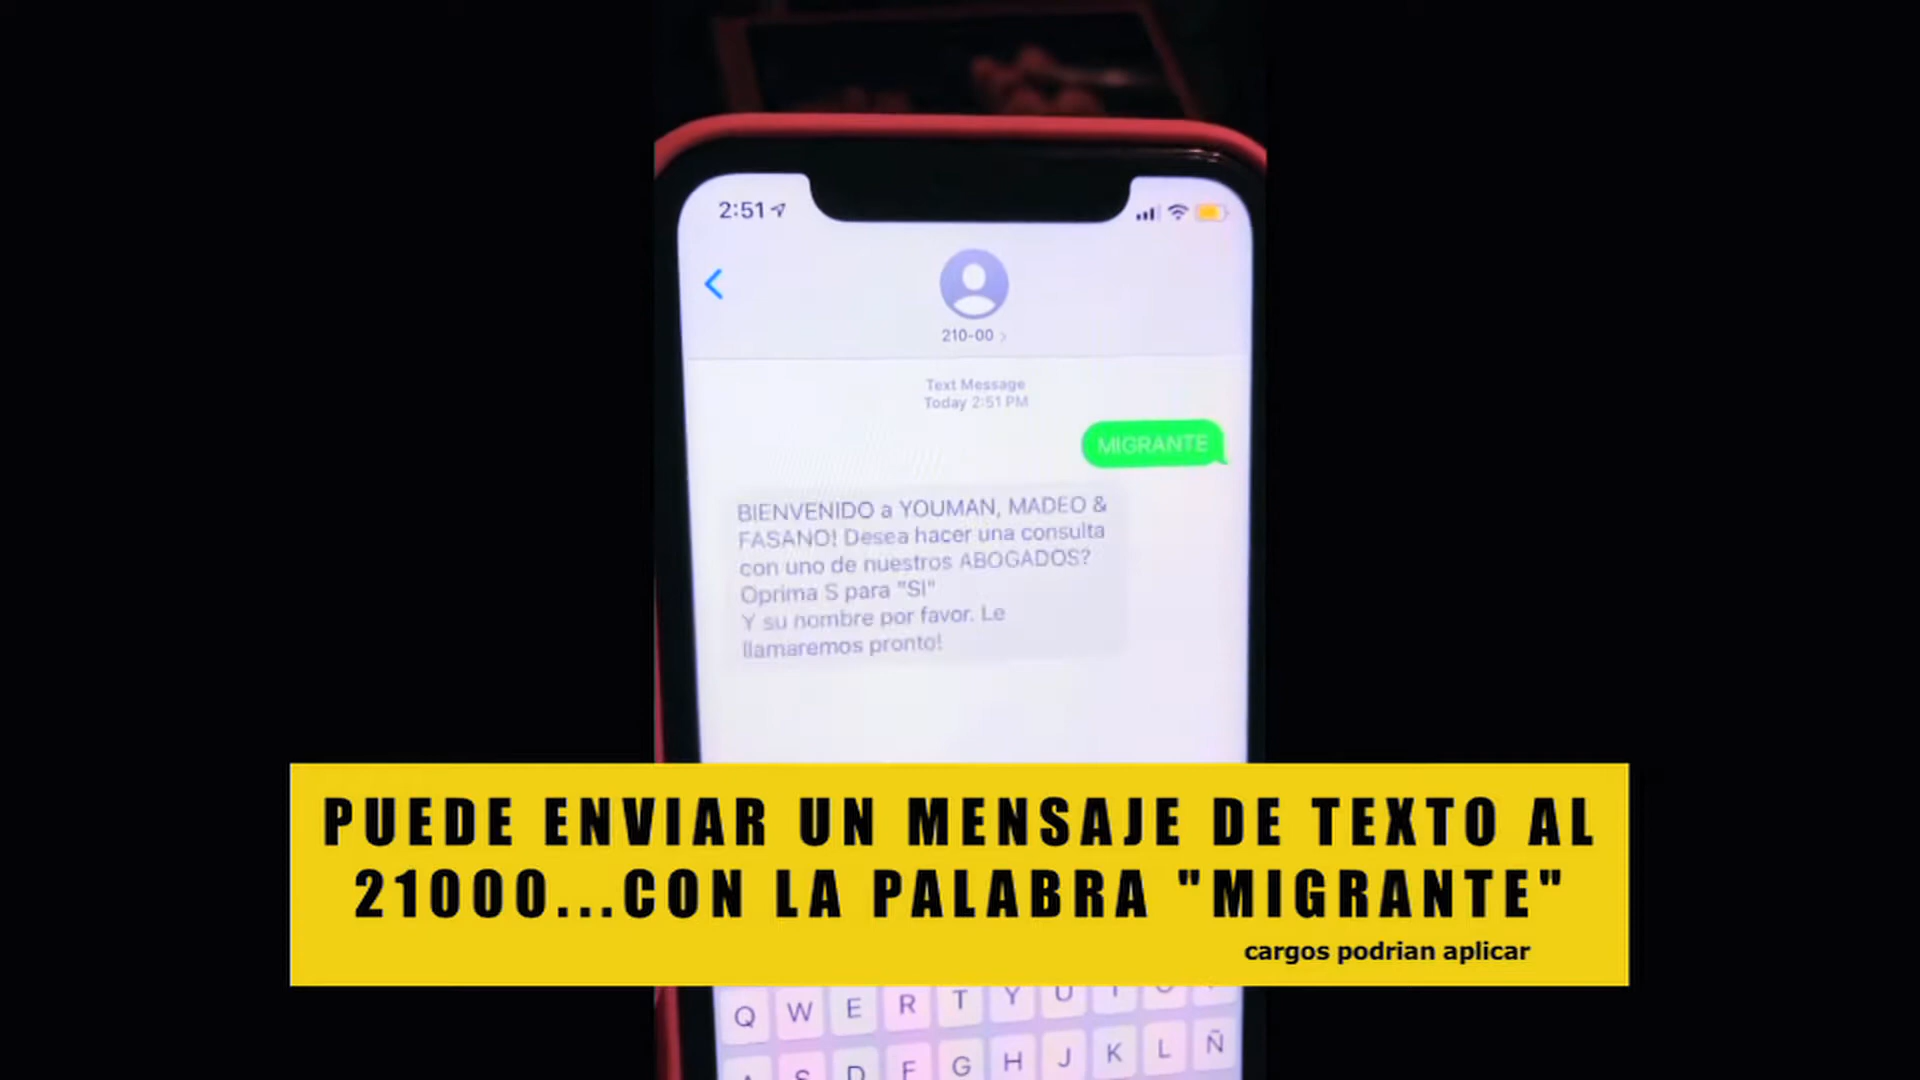 2:51
210-00
Text Message
Today 2:51 PM
MIGRANTE
BIENVENIDO a YOUMAN, MADEO &
FASANO! Desea hacer una consulta
con uno de nuestros ABOGADOS?
Oprima S para "SI"
Y su nombre por favor. Le
llamaremos pronto!
PUEDE ENVIAR UN MENSAJE DE TEXTO AL
21000...CON LA PALABRA "MIGRANTE"
cargos podrian aplicar
Q W E R T Y U
S D F G H J K L Ñ